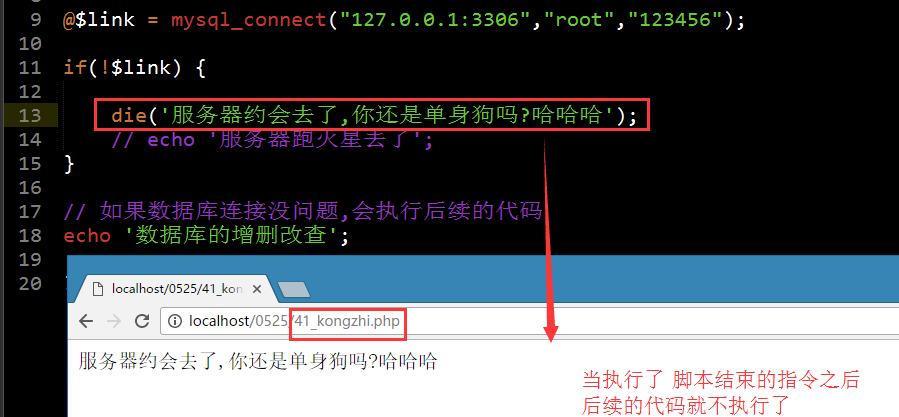 9 @$link = mysql_connect("127.0.0.1:3306","root","123456");
10
11 if(!$link) {
12
13 die('服务器约会去了,你还是单身狗吗?哈哈哈');
14 // echo '服务器跑火星去了';
15 }
16
17 // 如果数据库连接没问题,会执行后续的代码
18 echo '数据库的增删改查';
19
20
localhost/0525/41_kon
localhost/0525/41_kongzhi.php
服务器约会去了,你还是单身狗吗?哈哈哈
当执行了 脚本结束的指令之后
后续的代码就不执行了